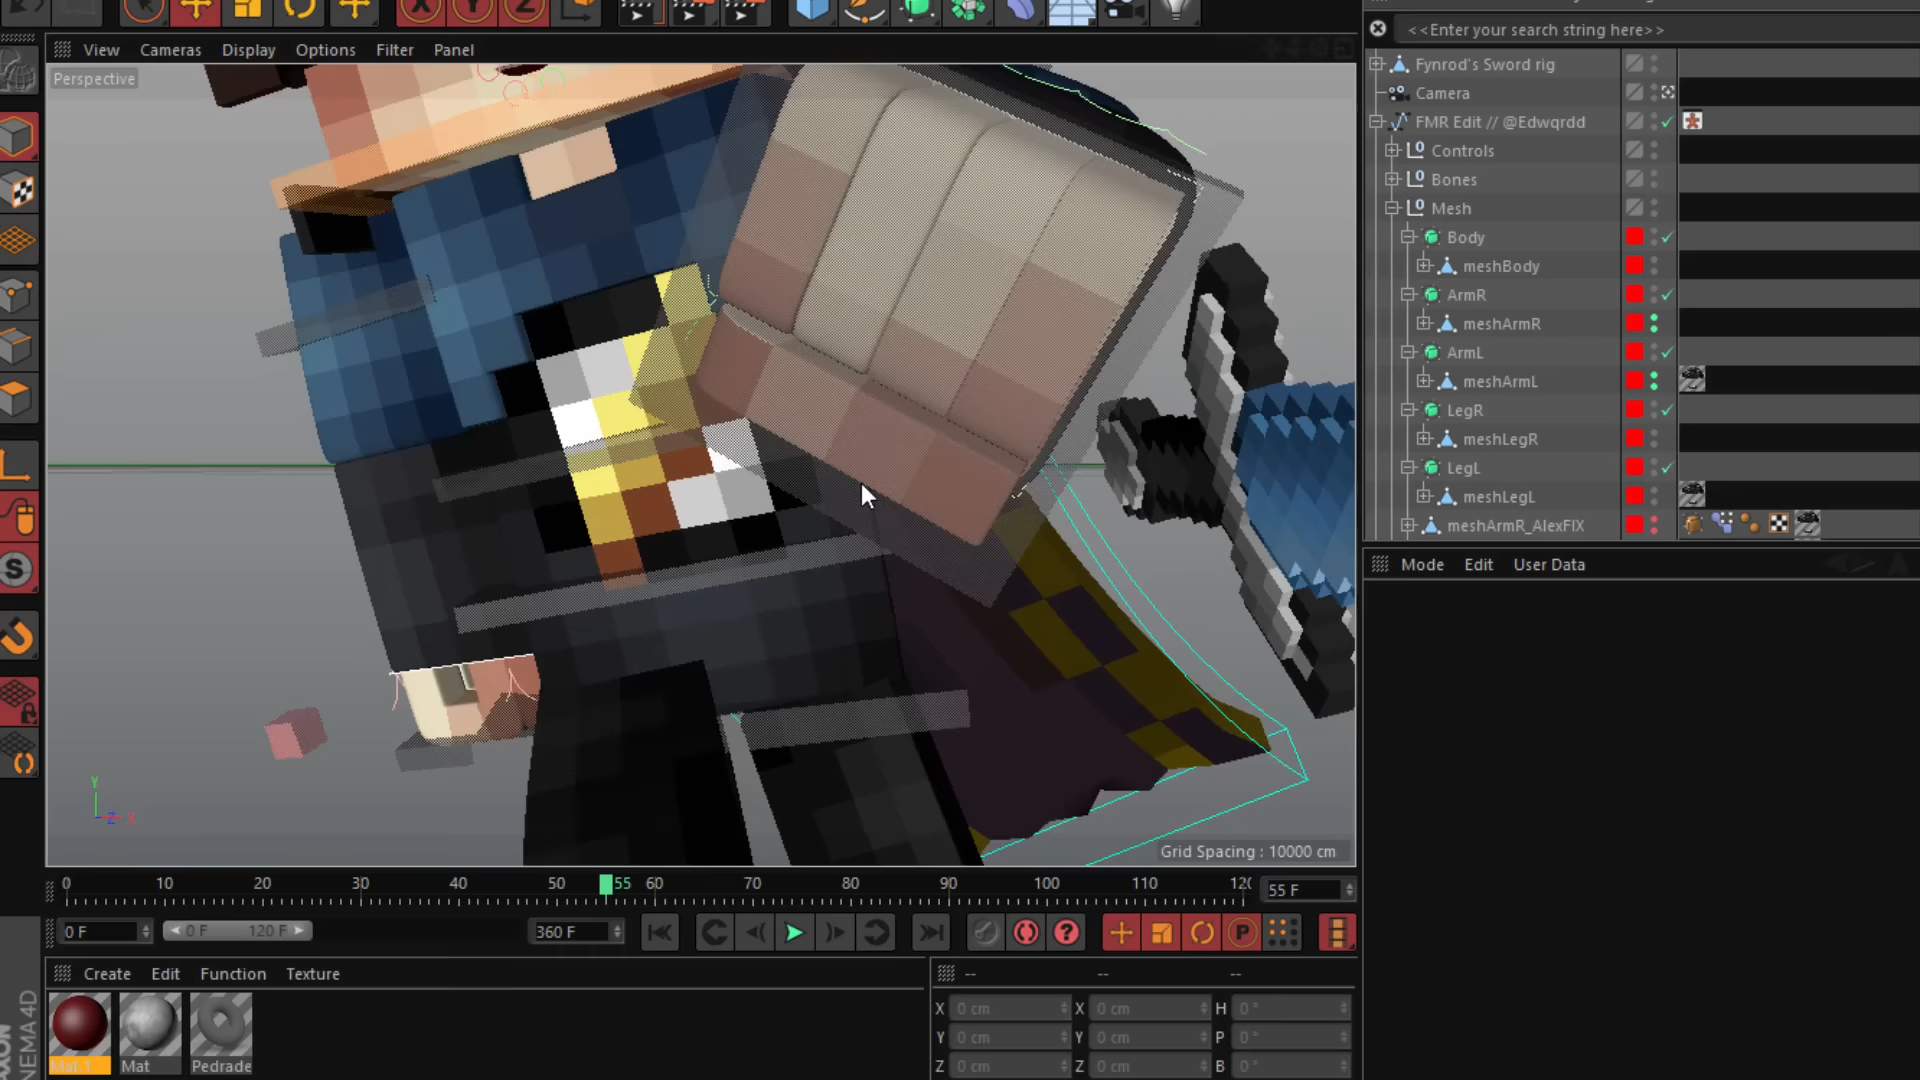 View Cameras Display Options Filter Panel
Perspective
Grid Spacing : 10000 cm
Y
Z X
0 10 20 30 40 50 55 60 70 80 90 100 110 120
55 F
0 F
0 F 120 F
360 F
P
S
Create Edit Function Texture
Mat.1 Mat Pedrade
-- -- --
X 0 cm X 0 cm H 0 °
Y 0 cm Y 0 cm P 0 °
Z 0 cm Z 0 cm B 0 °
<<Enter your search string here>>
Fynrod's Sword rig
Camera
FMR Edit // @Edwqrdd
Controls
Bones
Mesh
Body
meshBody
ArmR
meshArmR
ArmL
meshArmL
LegR
meshLegR
LegL
meshLegL
meshArmR_AlexFIX
Mode Edit User Data